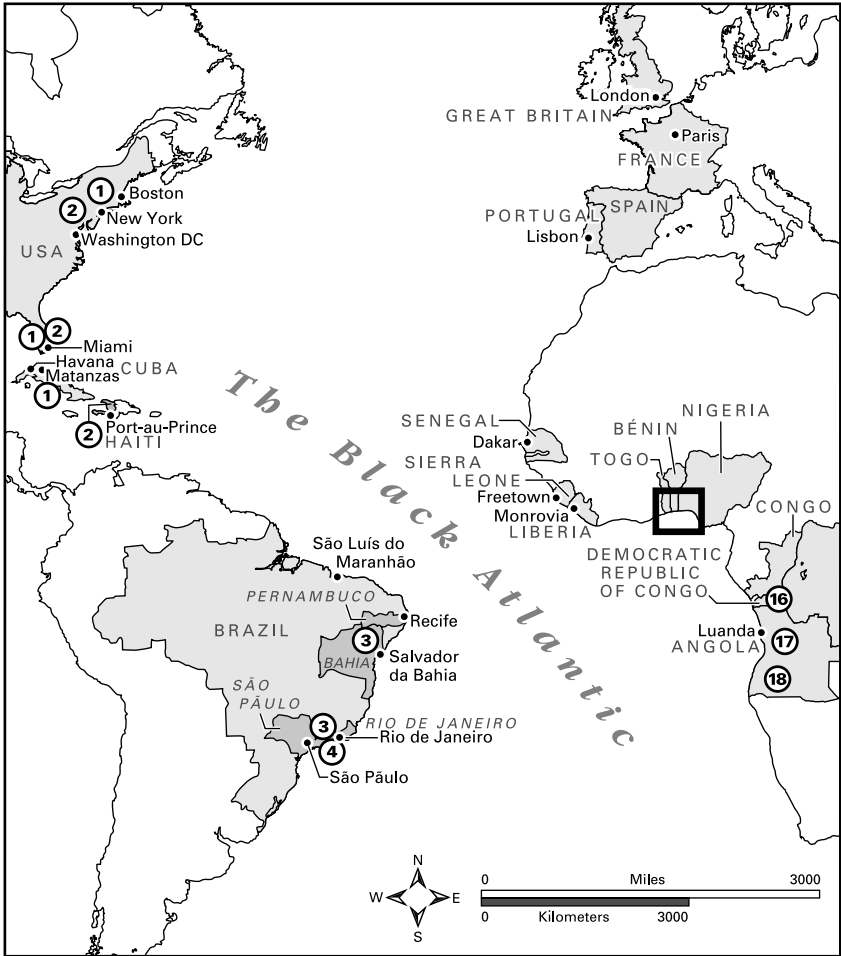 London
GREAT BRITAIN
Paris
FRANCE
SPAIN
PORTUGAL
Lisbon
1
Boston
2
New York
Washington DC
USA
1
2
Miami
Havana
CUBA
Matanzas
1
Port-au-Prince
2
HAITI
The Black Atlantic
SENEGAL
Dakar
SIERRA
LEONE
Freetown
Monrovia
LIBERIA
NIGERIA
BÉNIN
TOGO
CONGO
DEMOCRATIC
REPUBLIC
OF CONGO
16
Luanda
17
ANGOLA
18
São Luís do
Maranhão
PERNAMBUCO
Recife
BRAZIL
3
BAHIA
Salvador
da Bahia
SÃO
PÃULO
3
RIO DE JANEIRO
Rio de Janeiro
4
São Pãulo
N
W
E
S
0
Miles
3000
0
Kilometers
3000